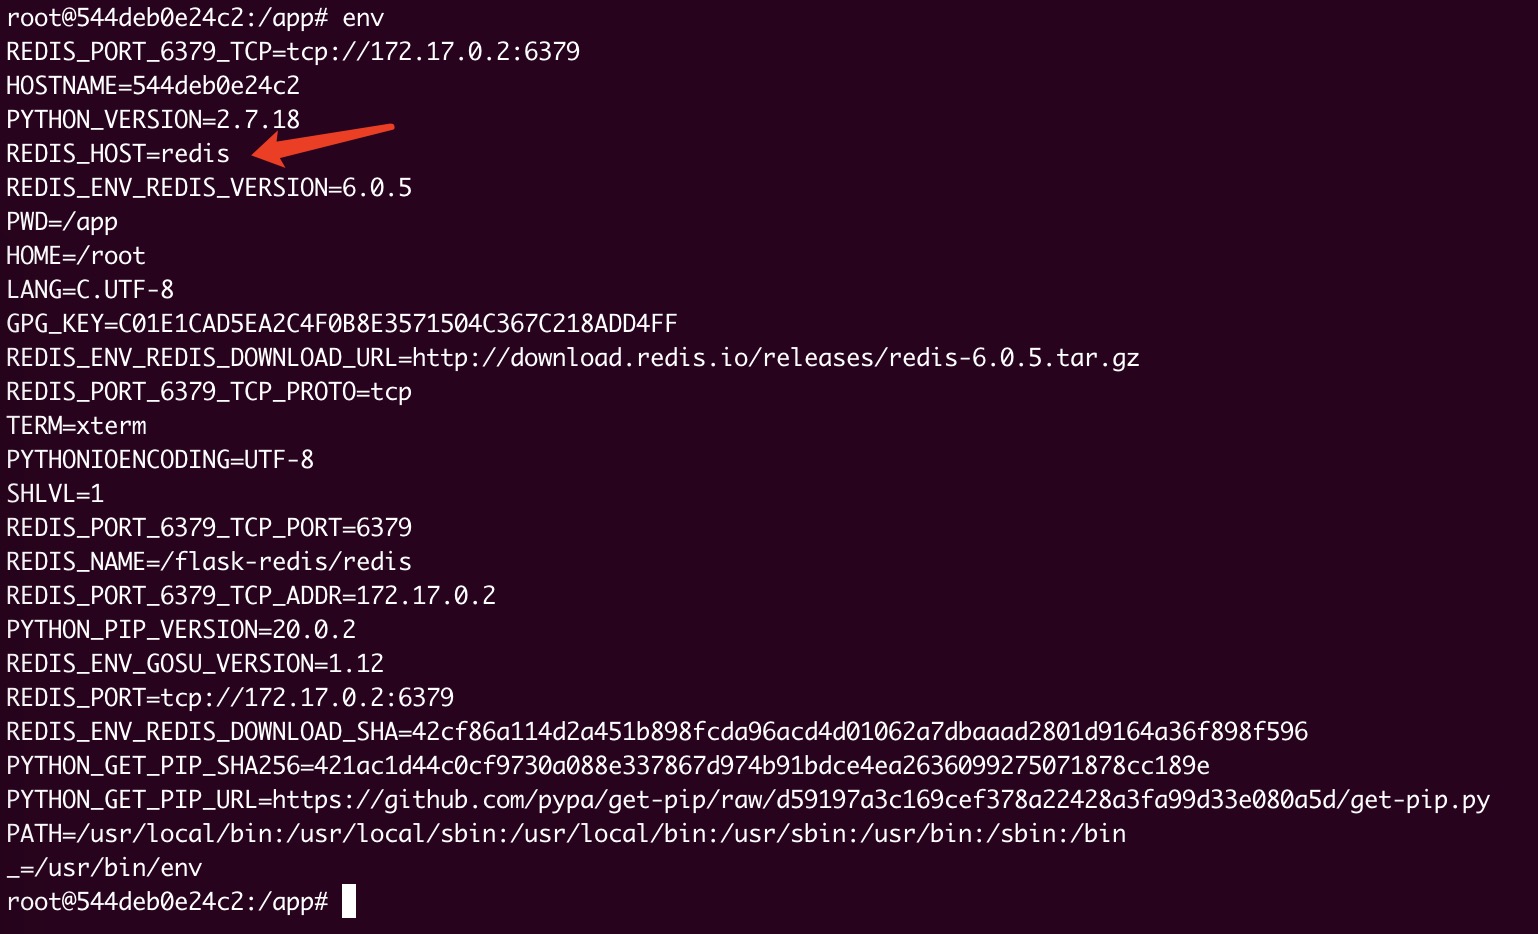 root@544deb0e24c2:/app# env
REDIS_PORT_6379_TCP=tcp://172.17.0.2:6379
HOSTNAME=544deb0e24c2
PYTHON_VERSION=2.7.18
REDIS_HOST=redis
REDIS_ENV_REDIS_VERSION=6.0.5
PWD=/app
HOME=/root
LANG=C.UTF-8
GPG_KEY=C01E1CAD5EA2C4F0B8E3571504C367C218ADD4FF
REDIS_ENV_REDIS_DOWNLOAD_URL=http://download.redis.io/releases/redis-6.0.5.tar.gz
REDIS_PORT_6379_TCP_PROTO=tcp
TERM=xterm
PYTHONIOENCODING=UTF-8
SHLVL=1
REDIS_PORT_6379_TCP_PORT=6379
REDIS_NAME=/flask-redis/redis
REDIS_PORT_6379_TCP_ADDR=172.17.0.2
PYTHON_PIP_VERSION=20.0.2
REDIS_ENV_GOSU_VERSION=1.12
REDIS_PORT=tcp://172.17.0.2:6379
REDIS_ENV_REDIS_DOWNLOAD_SHA=42cf86a114d2a451b898fcda96acd4d01062a7dbaaad2801d9164a36f898f596
PYTHON_GET_PIP_SHA256=421ac1d44c0cf9730a088e337867d974b91bdce4ea2636099275071878cc189e
PYTHON_GET_PIP_URL=https://github.com/pypa/get-pip/raw/d59197a3c169cef378a22428a3fa99d33e080a5d/get-pip.py
PATH=/usr/local/bin:/usr/local/sbin:/usr/local/bin:/usr/sbin:/usr/bin:/sbin:/bin
_=/usr/bin/env
root@544deb0e24c2:/app#